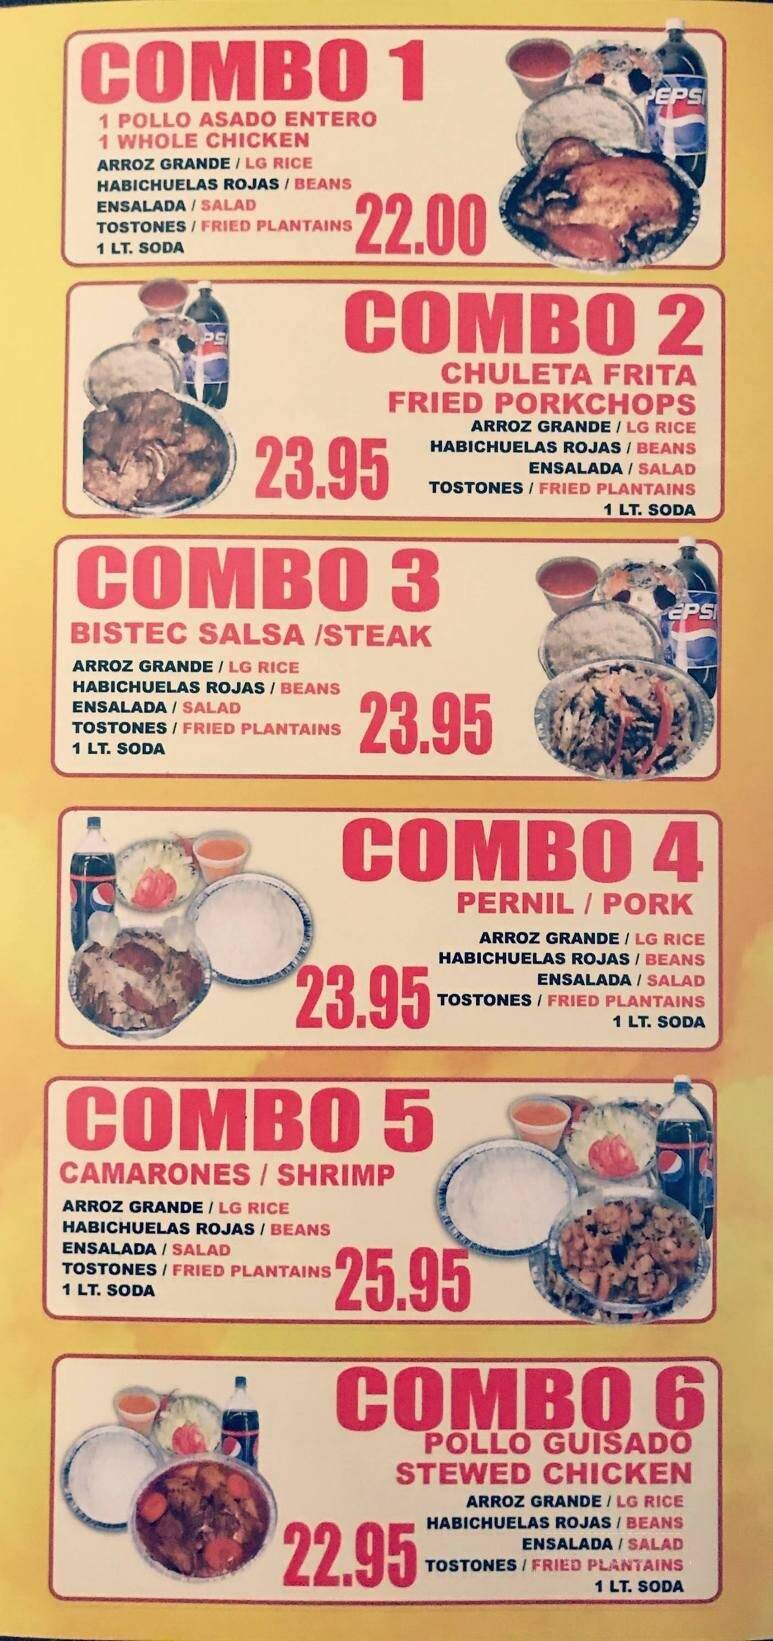 COMBO 1
1 POLLO ASADO ENTERO
1 WHOLE CHICKEN
ARROZ GRANDE / LG RICE
HABICHUELAS ROJAS / BEANS
ENSALADA / SALAD
TOSTONES / FRIED PLANTAINS
1 LT. SODA
22.00
PEPSI
COMBO 2
CHULETA FRITA
FRIED PORKCHOPS
ARROZ GRANDE / LG RICE
HABICHUELAS ROJAS / BEANS
ENSALADA / SALAD
TOSTONES / FRIED PLANTAINS
1 LT. SODA
23.95
PS
COMBO 3
BISTEC SALSA /STEAK
ARROZ GRANDE / LG RICE
HABICHUELAS ROJAS / BEANS
ENSALADA / SALAD
TOSTONES / FRIED PLANTAINS
1 LT. SODA
23.95
EPSI
COMBO 4
PERNIL / PORK
ARROZ GRANDE / LG RICE
HABICHUELAS ROJAS / BEANS
ENSALADA / SALAD
TOSTONES / FRIED PLANTAINS
1 LT. SODA
23.95
COMBO 5
CAMARONES / SHRIMP
ARROZ GRANDE / LG RICE
HABICHUELAS ROJAS / BEANS
ENSALADA / SALAD
TOSTONES / FRIED PLANTAINS
1 LT. SODA
25.95
COMBO 6
POLLO GUISADO
STEWED CHICKEN
ARROZ GRANDE / LG RICE
HABICHUELAS ROJAS / BEANS
ENSALADA / SALAD
TOSTONES / FRIED PLANTAINS
1 LT. SODA
22.95